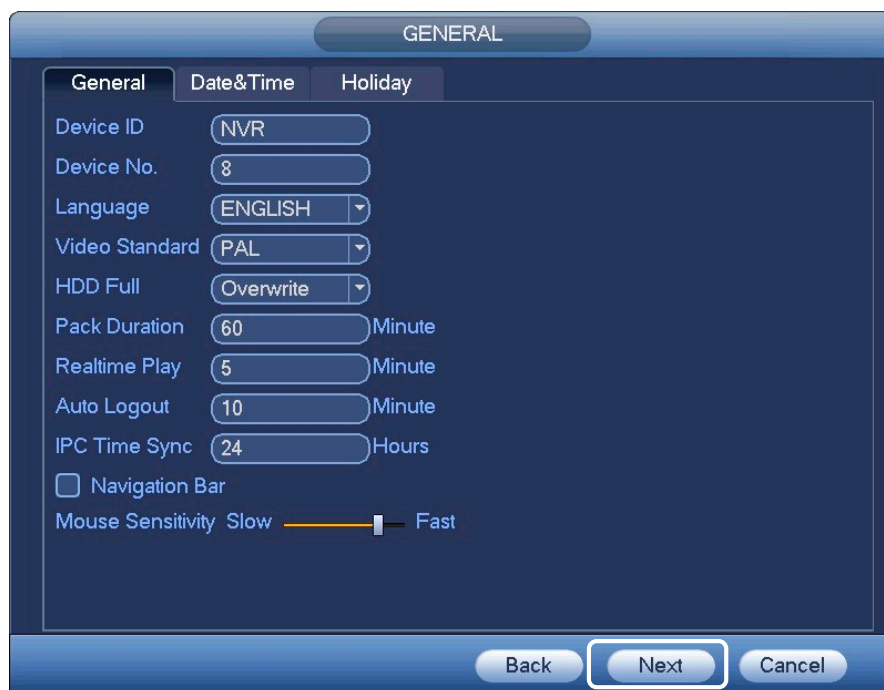 GENERAL
General Date&Time Holiday
Device ID NVR
Device No. 8
Language ENGLISH
Video Standard PAL
HDD Full Overwrite
Pack Duration 60 Minute
Realtime Play 5 Minute
Auto Logout 10 Minute
IPC Time Sync 24 Hours
Navigation Bar
Mouse Sensitivity Slow Fast
Back Next Cancel